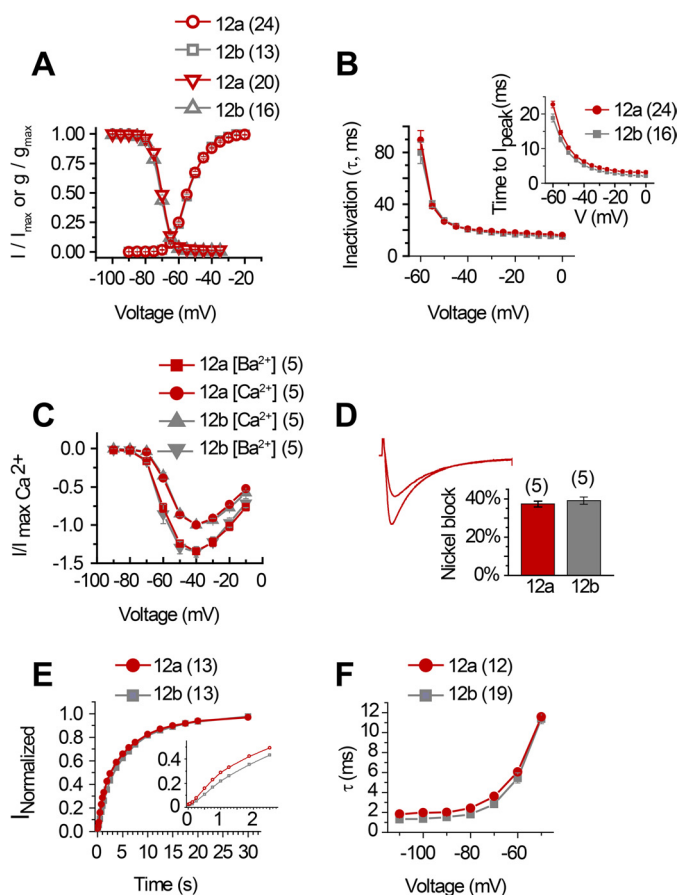 A
12a (24)
12b (13)
12a (20)
12b (16)
I / Imax or g / gmax
1.00
0.75
0.50
0.25
0.00
-100 -80 -60 -40 -20
Voltage (mV)
B
Inactivation (τ, ms)
80
60
40
20
0
-60 -40 -20 0
Voltage (mV)
Time to Ipeak (ms)
20
10
0
-60 -40 -20 0
V (mV)
12a (24)
12b (16)
C
12a [Ba2+] (5)
12a [Ca2+] (5)
12b [Ca2+] (5)
12b [Ba2+] (5)
I/I max Ca2+
0.0
-0.5
-1.0
-1.5
-100 -80 -60 -40 -20 0
Voltage (mV)
D
Nickel block
40%
20%
0%
(5) (5)
12a 12b
E
12a (13)
12b (13)
INormalized
1.0
0.8
0.6
0.4
0.2
0.0
0 5 10 15 20 25 30
Time (s)
0.4
0.2
0
0 1 2
F
12a (12)
12b (19)
τ (ms)
12
10
8
6
4
2
0
-100 -80 -60
Voltage (mV)